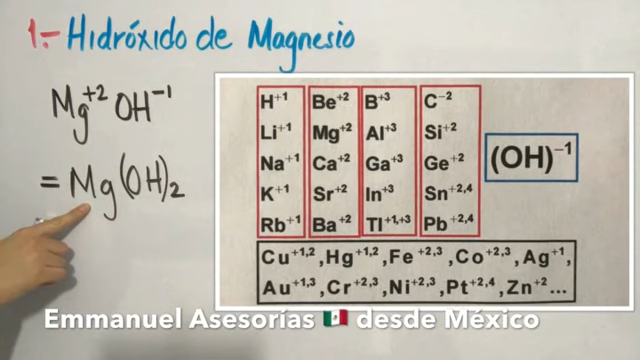 1.- Hidróxido de Magnesio
Mg⁺² OH⁻¹
= Mg(OH)₂
H⁺¹ Be⁺² B⁺³ C⁻²
Li⁺¹ Mg⁺² Al⁺³ Si⁺²
Na⁺¹ Ca⁺² Ga⁺³ Ge⁺²
K⁺¹ Sr⁺² In⁺³ Sn⁺²,⁴
Rb⁺¹ Ba⁺² Tl⁺¹,⁺³ Pb⁺²,⁴
(OH)⁻¹
Cu⁺¹,², Hg⁺¹,², Fe⁺²,³, Co⁺²,³, Ag⁺¹,
Au⁺¹,³, Cr⁺²,³, Ni⁺²,³, Pt⁺²,⁴, Zn⁺²...
Emmanuel Asesorías 🇲🇽 desde México